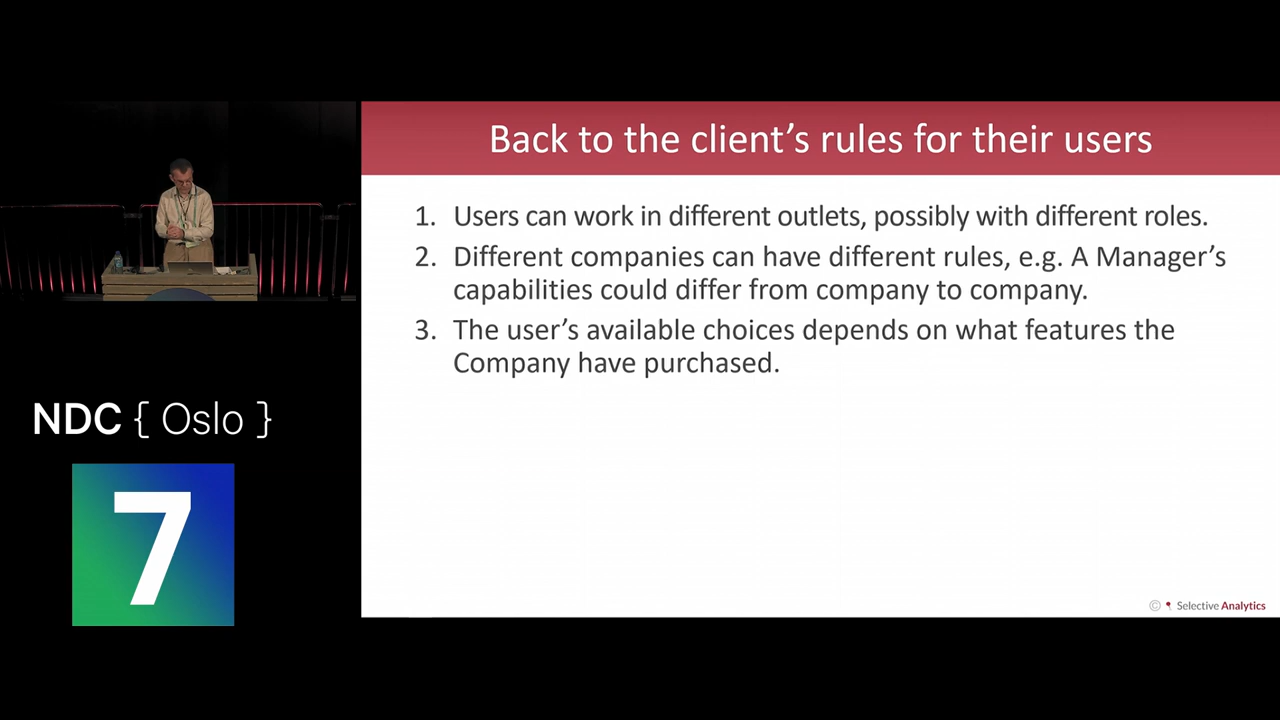 Back to the client's rules for their users
1. Users can work in different outlets, possibly with different roles.
2. Different companies can have different rules, e.g. A Manager's
capabilities could differ from company to company.
3. The user's available choices depends on what features the
Company have purchased.
NDC { Oslo }
7
© Selective Analytics